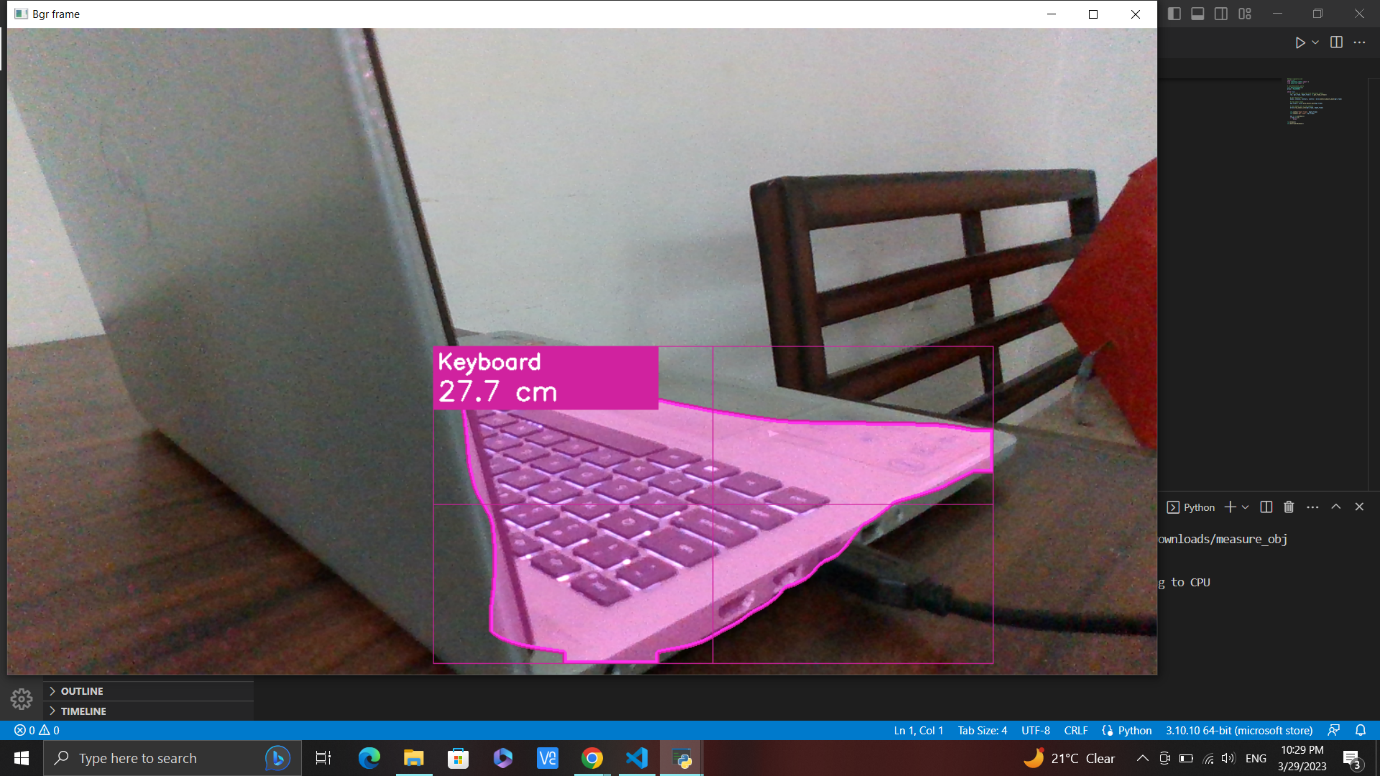 Bgr frame
Keyboard
27.7 cm
Python
ownloads/measure_obj
g to CPU
OUTLINE
TIMELINE
0 0
Ln 1, Col 1 Tab Size: 4 UTF-8 CRLF Python 3.10.10 64-bit (microsoft store)
Type here to search
21°C Clear
ENG
10:29 PM
3/29/2023
3